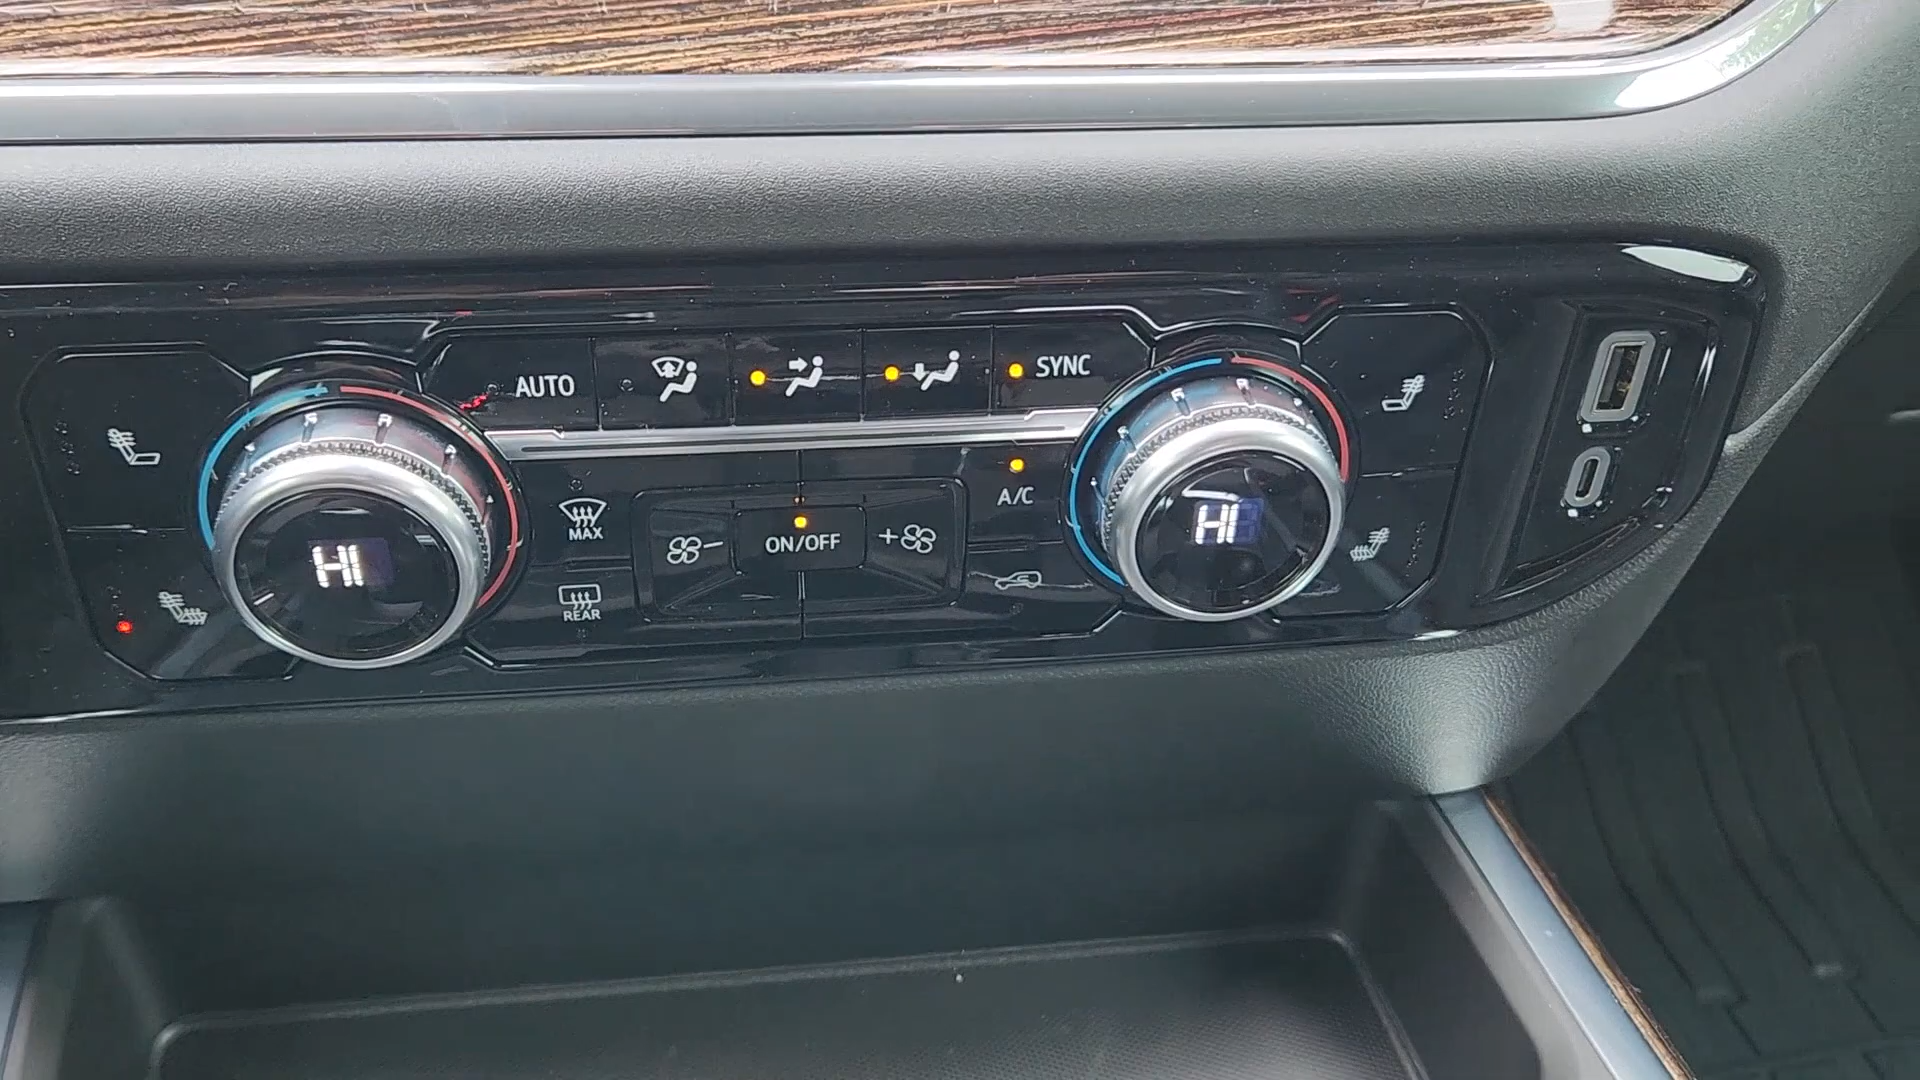 AUTO
SYNC
A/C
MAX
ON/OFF
HI
HI
REAR